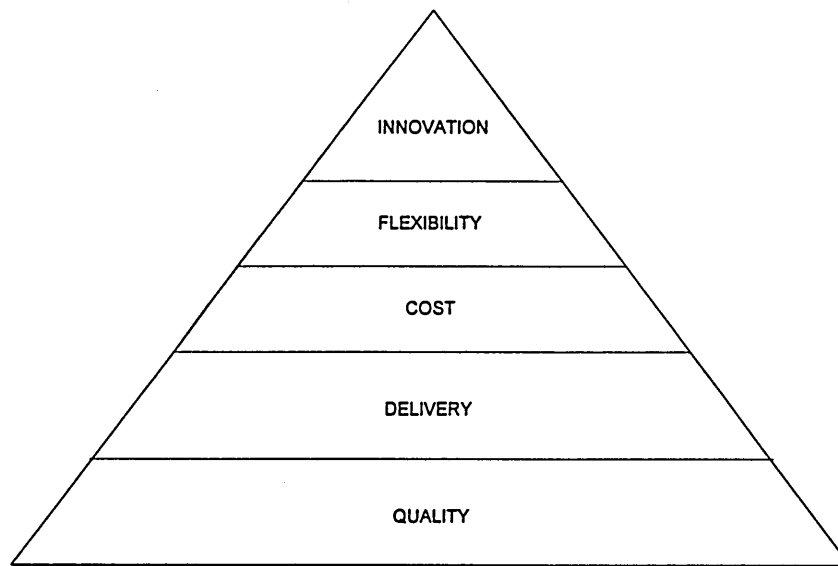 INNOVATION
FLEXIBILITY
COST
DELIVERY
QUALITY